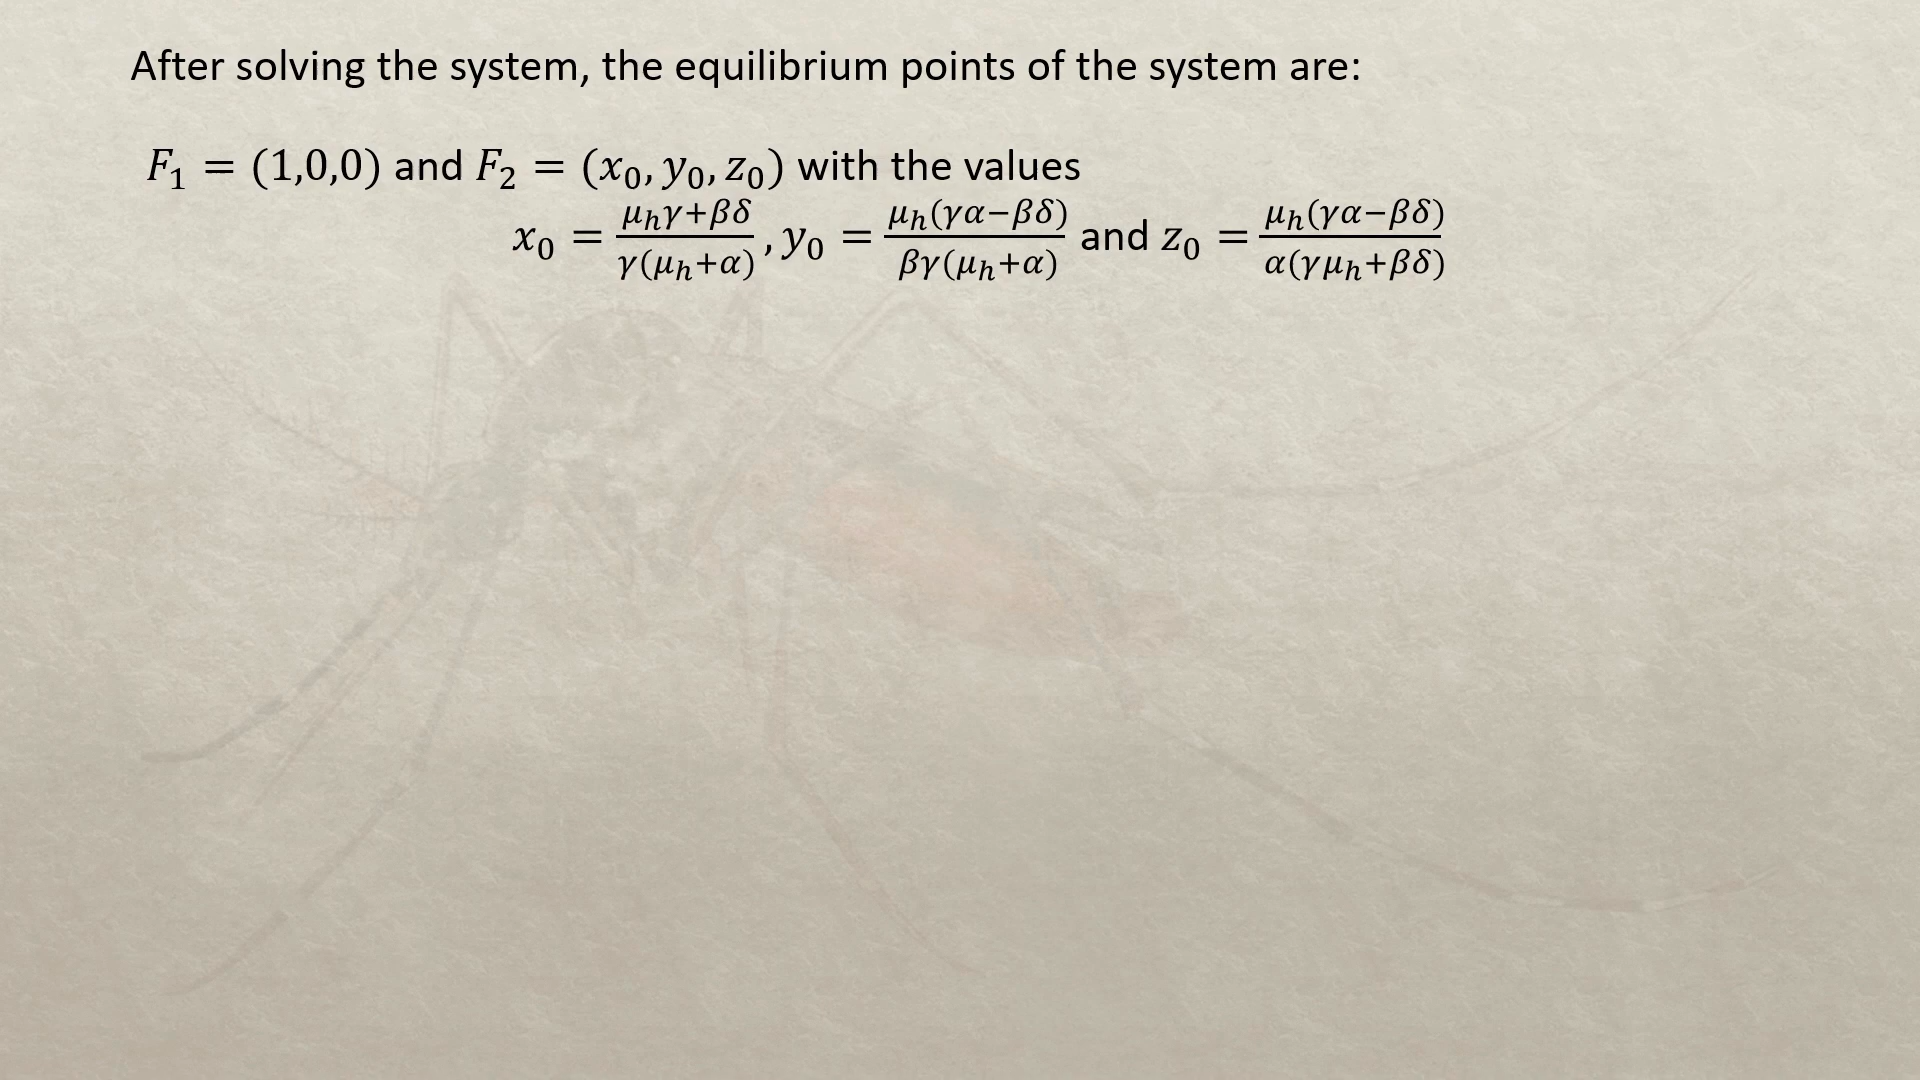 After solving the system, the equilibrium points of the system are:
F₁ = (1,0,0) and F₂ = (x₀, y₀, z₀) with the values
x₀ = (μₕγ+βδ)/(γ(μₕ+α)), y₀ = (μₕ(γα−βδ))/(βγ(μₕ+α)) and z₀ = (μₕ(γα−βδ))/(α(γμₕ+βδ))